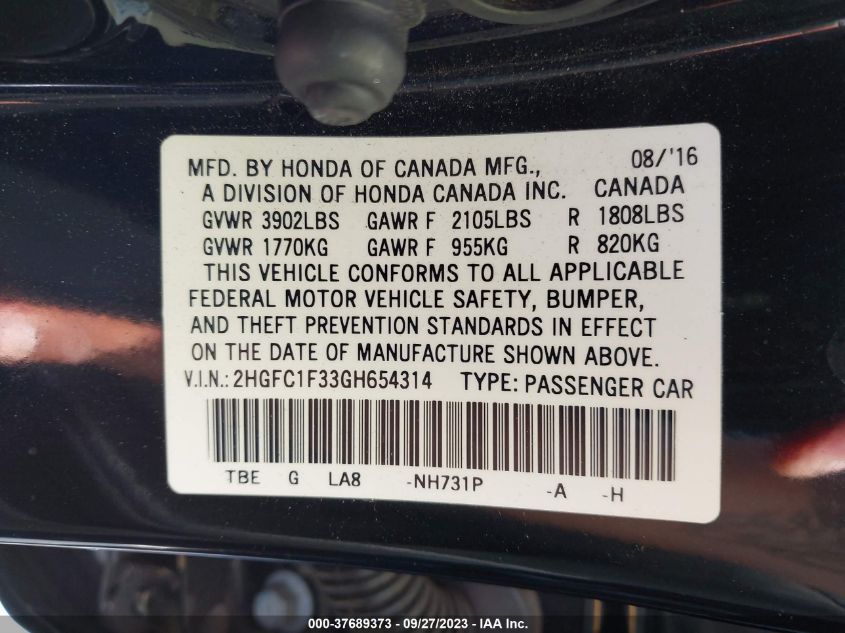 MFD. BY HONDA OF CANADA MFG., 08/'16
A DIVISION OF HONDA CANADA INC. CANADA
GVWR 3902LBS GAWR F 2105LBS R 1808LBS
GVWR 1770KG GAWR F 955KG R 820KG
THIS VEHICLE CONFORMS TO ALL APPLICABLE
FEDERAL MOTOR VEHICLE SAFETY, BUMPER,
AND THEFT PREVENTION STANDARDS IN EFFECT
ON THE DATE OF MANUFACTURE SHOWN ABOVE.
V.I.N.: 2HGFC1F33GH654314 TYPE: PASSENGER CAR
TBE G LA8 -NH731P -A -H
000-37689373 - 09/27/2023 - IAA Inc.